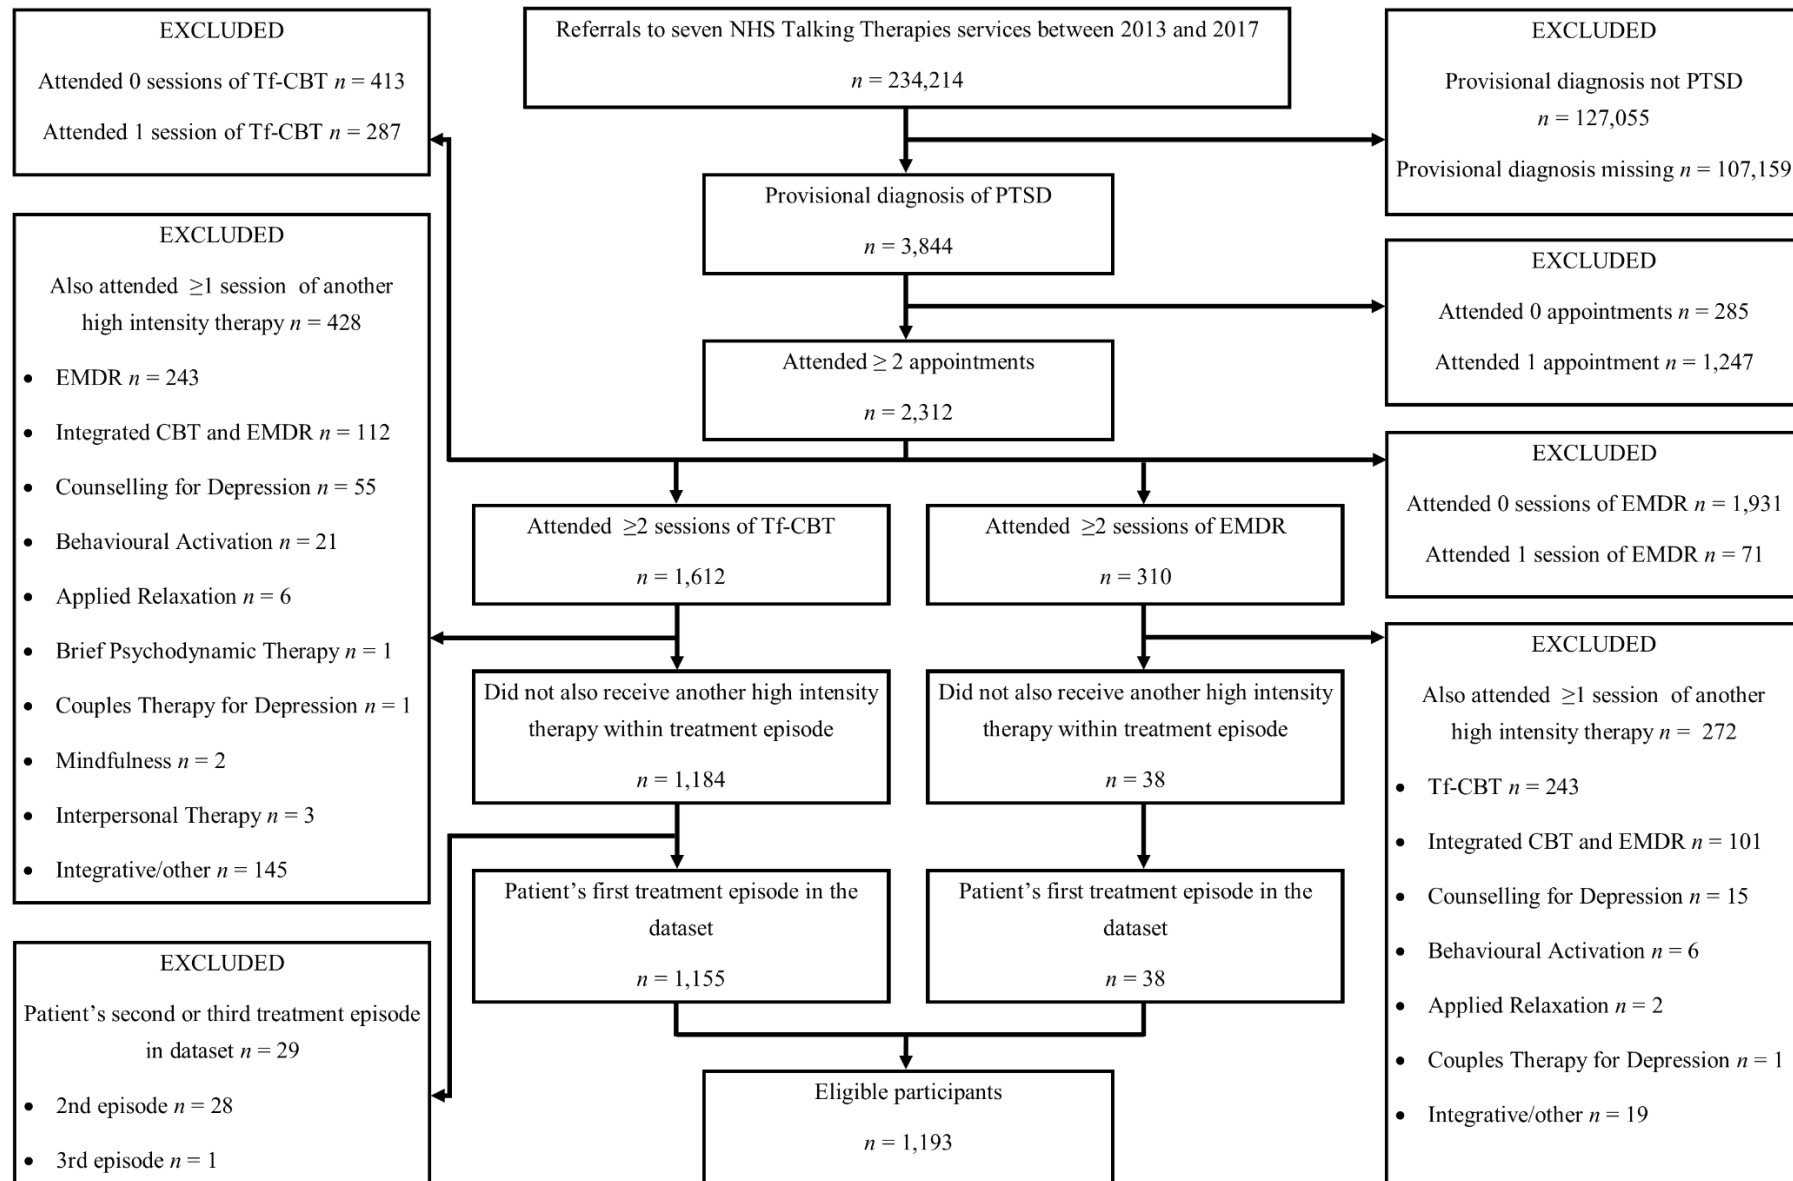 EXCLUDED
Attended 0 sessions of Tf-CBT n = 413
Attended 1 session of Tf-CBT n = 287
Referrals to seven NHS Talking Therapies services between 2013 and 2017
n = 234,214
EXCLUDED
Provisional diagnosis not PTSD
n = 127,055
Provisional diagnosis missing n = 107,159
Provisional diagnosis of PTSD
n = 3,844
EXCLUDED
Attended 0 appointments n = 285
Attended 1 appointment n = 1,247
Attended ≥ 2 appointments
n = 2,312
EXCLUDED
Attended 0 sessions of EMDR n = 1,931
Attended 1 session of EMDR n = 71
Attended ≥2 sessions of Tf-CBT
n = 1,612
Attended ≥2 sessions of EMDR
n = 310
EXCLUDED
Also attended ≥1 session of another
high intensity therapy n = 428
• EMDR n = 243
• Integrated CBT and EMDR n = 112
• Counselling for Depression n = 55
• Behavioural Activation n = 21
• Applied Relaxation n = 6
• Brief Psychodynamic Therapy n = 1
• Couples Therapy for Depression n = 1
• Mindfulness n = 2
• Interpersonal Therapy n = 3
• Integrative/other n = 145
Did not also receive another high intensity
therapy within treatment episode
n = 1,184
Did not also receive another high intensity
therapy within treatment episode
n = 38
EXCLUDED
Also attended ≥1 session of another
high intensity therapy n = 272
• Tf-CBT n = 243
• Integrated CBT and EMDR n = 101
• Counselling for Depression n = 15
• Behavioural Activation n = 6
• Applied Relaxation n = 2
• Couples Therapy for Depression n = 1
• Integrative/other n = 19
EXCLUDED
Patient's second or third treatment episode
in dataset n = 29
• 2nd episode n = 28
• 3rd episode n = 1
Patient's first treatment episode in the
dataset
n = 1,155
Patient's first treatment episode in the
dataset
n = 38
Eligible participants
n = 1,193